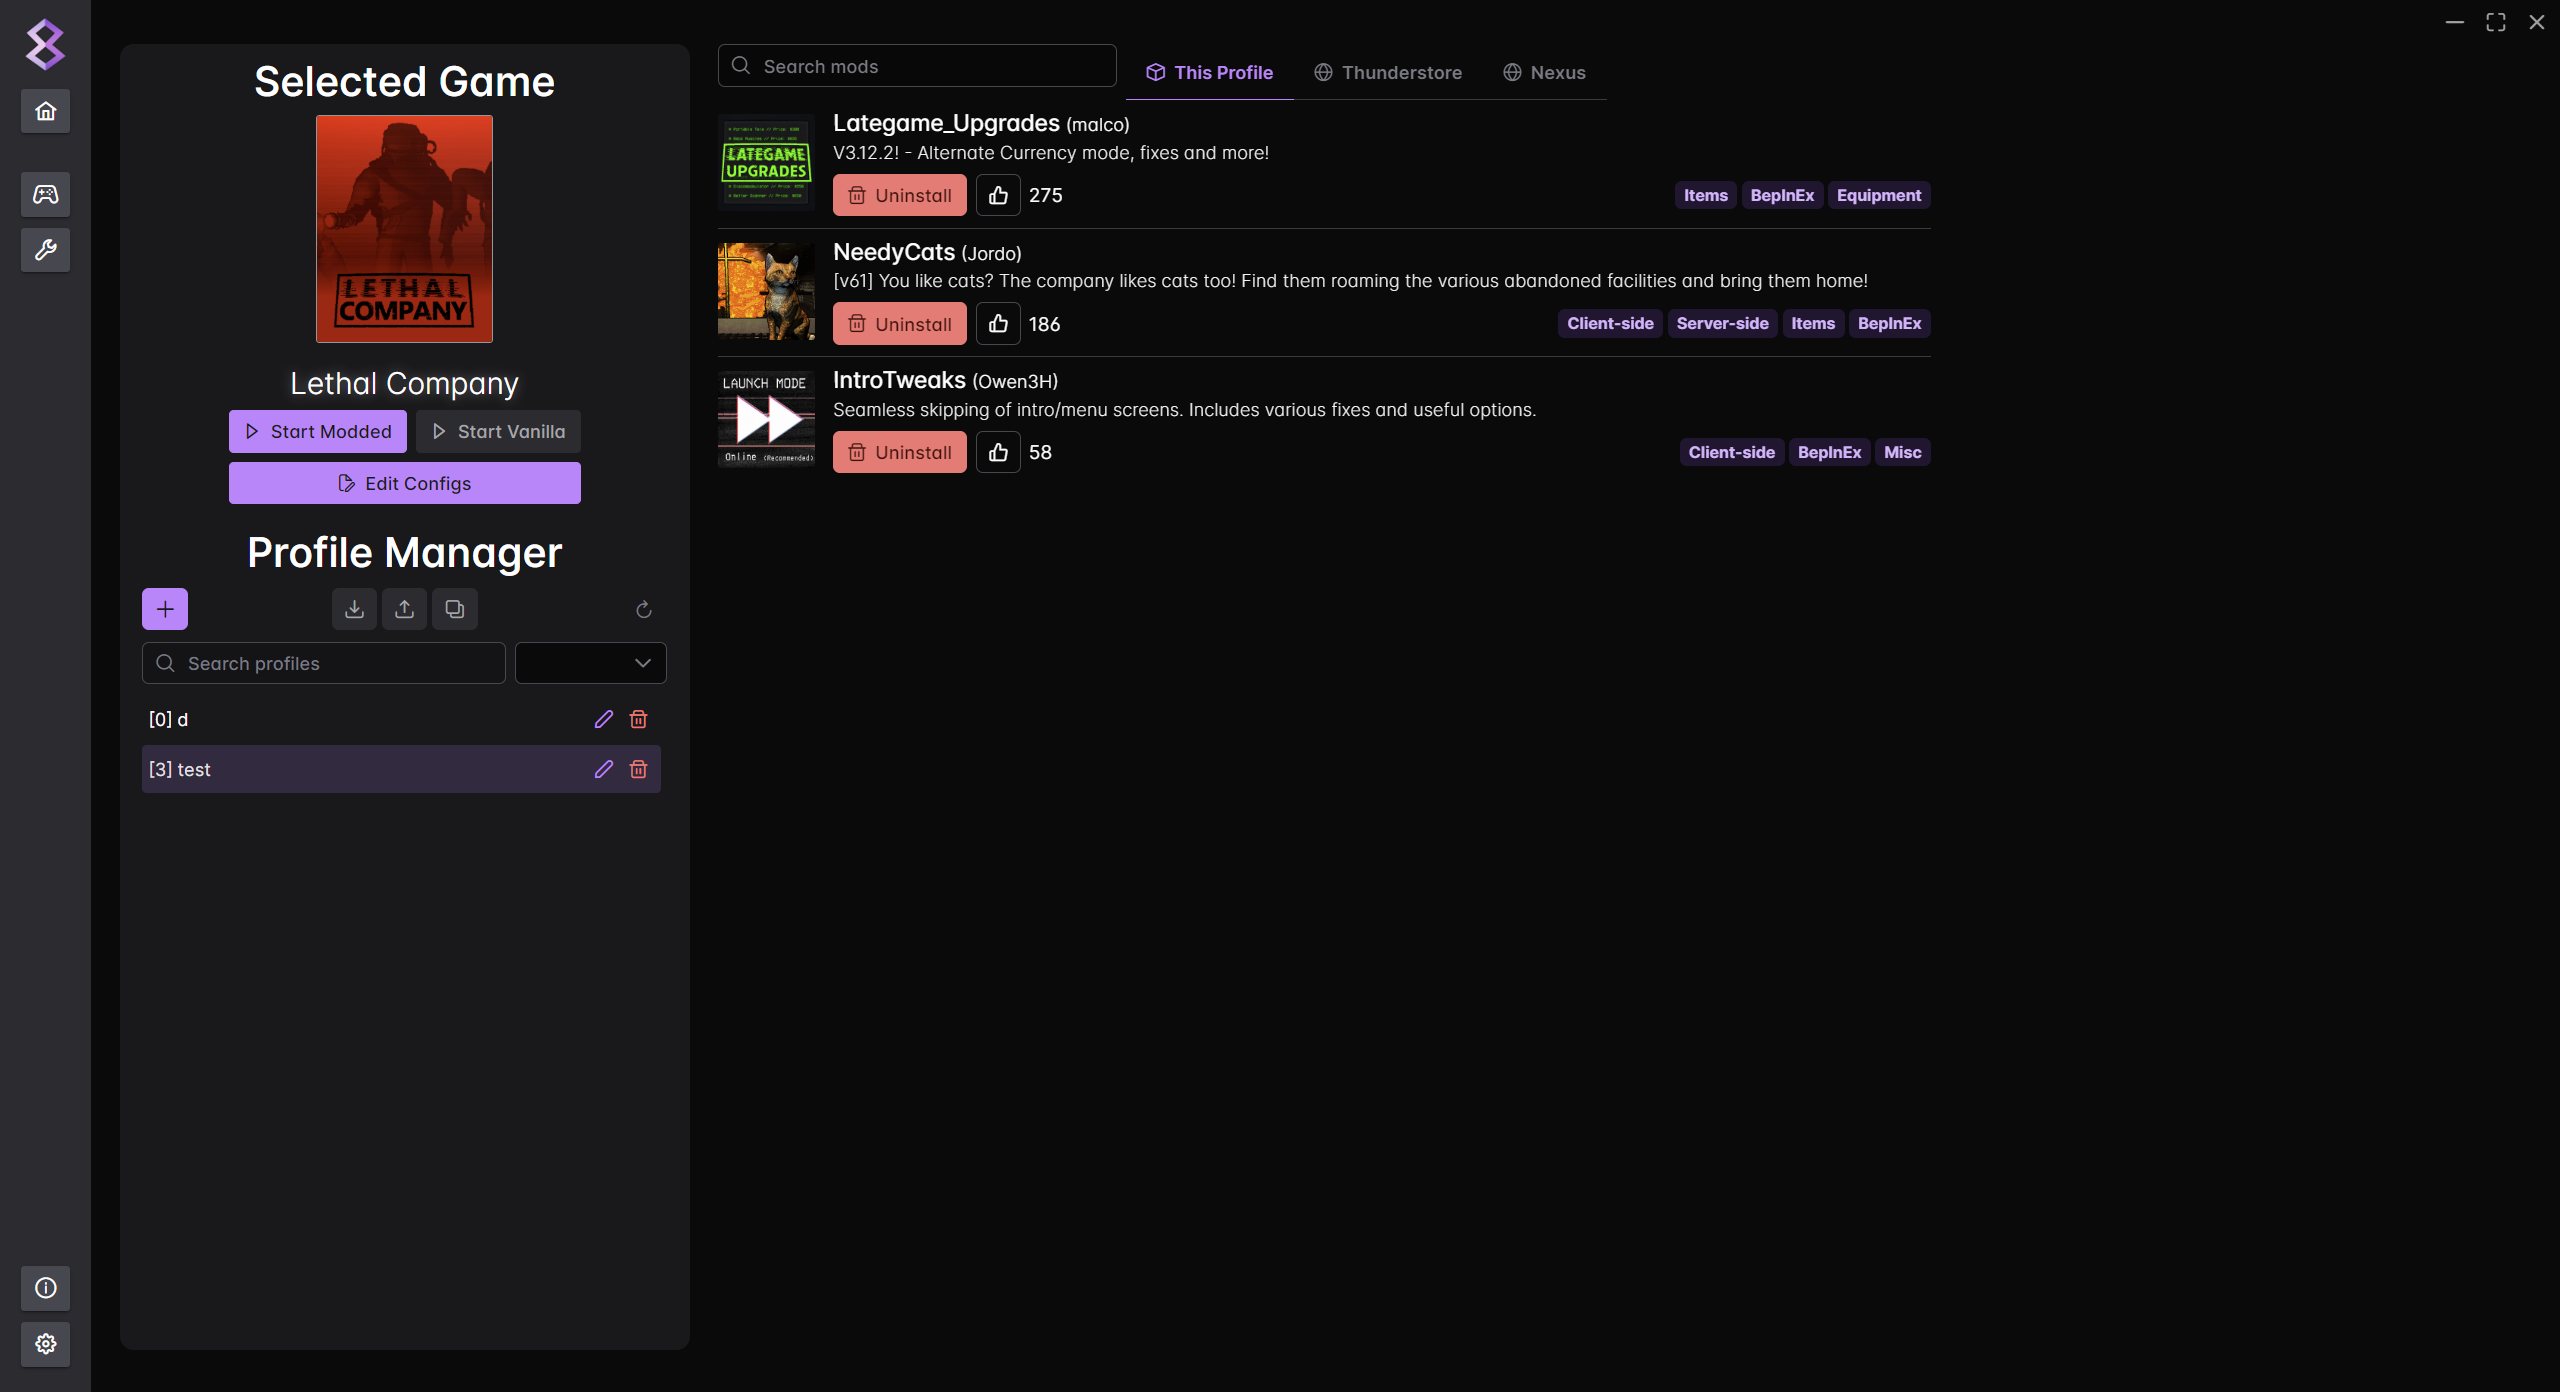 Selected Game
LETHAL
COMPANY
Lethal Company
Start Modded
Start Vanilla
Edit Configs
Profile Manager
Search profiles
[0] d
[3] test
Search mods
This Profile
Thunderstore
Nexus
LATEGAME
UPGRADES
Lategame_Upgrades (malco)
V3.12.2! - Alternate Currency mode, fixes and more!
Uninstall
275
Items
BepInEx
Equipment
NeedyCats (Jordo)
[v61] You like cats? The company likes cats too! Find them roaming the various abandoned facilities and bring them home!
Uninstall
186
Client-side
Server-side
Items
BepInEx
LAUNCH MODE
Online (Recommended)
IntroTweaks (Owen3H)
Seamless skipping of intro/menu screens. Includes various fixes and useful options.
Uninstall
58
Client-side
BepInEx
Misc